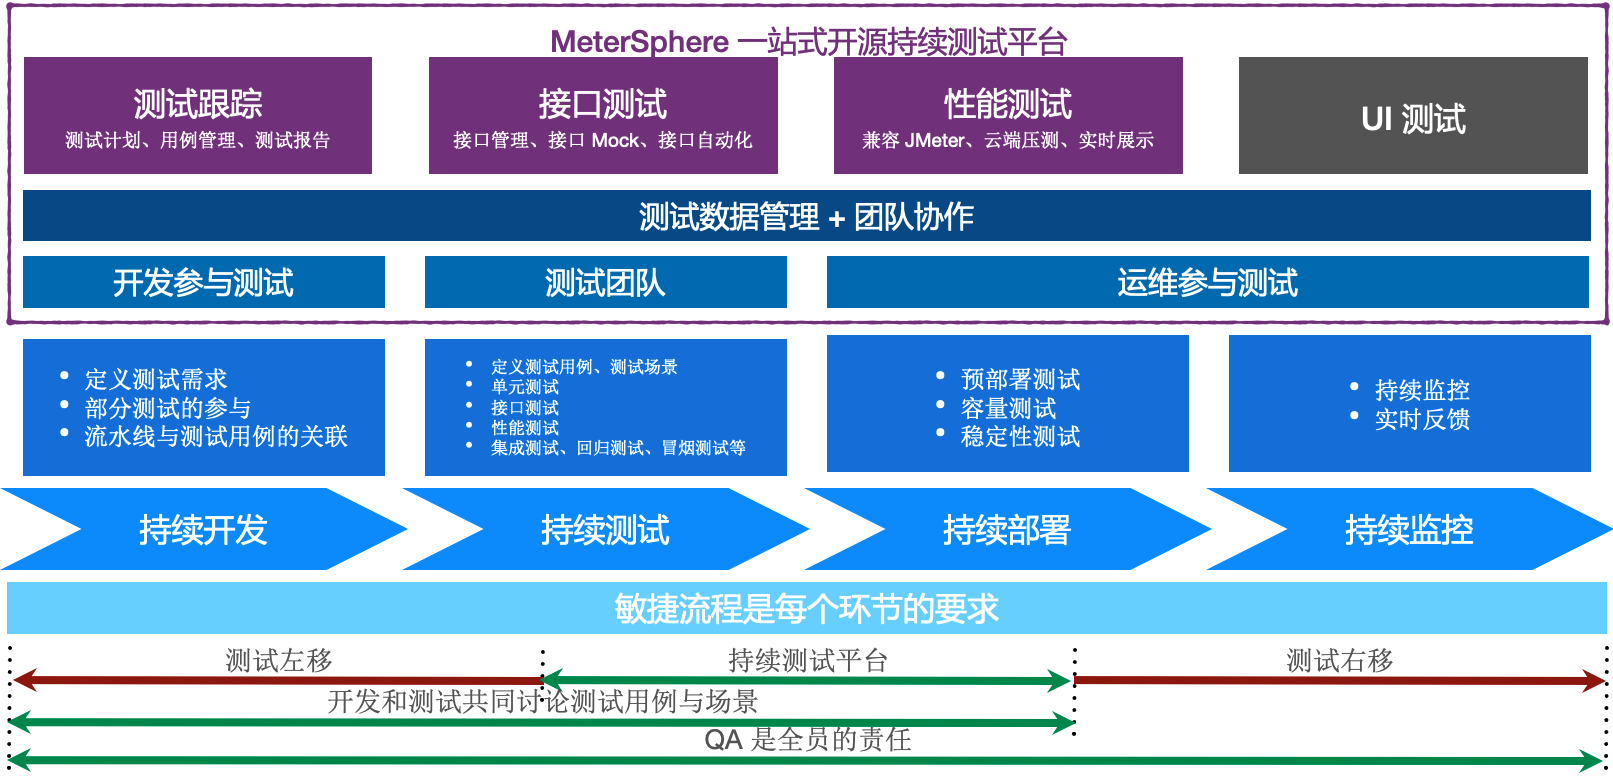 MeterSphere 一站式开源持续测试平台
测试跟踪
测试计划、用例管理、测试报告
接口测试
接口管理、接口 Mock、接口自动化
性能测试
兼容 JMeter、云端压测、实时展示
UI 测试
测试数据管理 + 团队协作
开发参与测试
测试团队
运维参与测试
• 定义测试需求
• 部分测试的参与
• 流水线与测试用例的关联
• 定义测试用例、测试场景
• 单元测试
• 接口测试
• 性能测试
• 集成测试、回归测试、冒烟测试等
• 预部署测试
• 容量测试
• 稳定性测试
• 持续监控
• 实时反馈
持续开发
持续测试
持续部署
持续监控
敏捷流程是每个环节的要求
测试左移
持续测试平台
测试右移
开发和测试共同讨论测试用例与场景
QA 是全员的责任